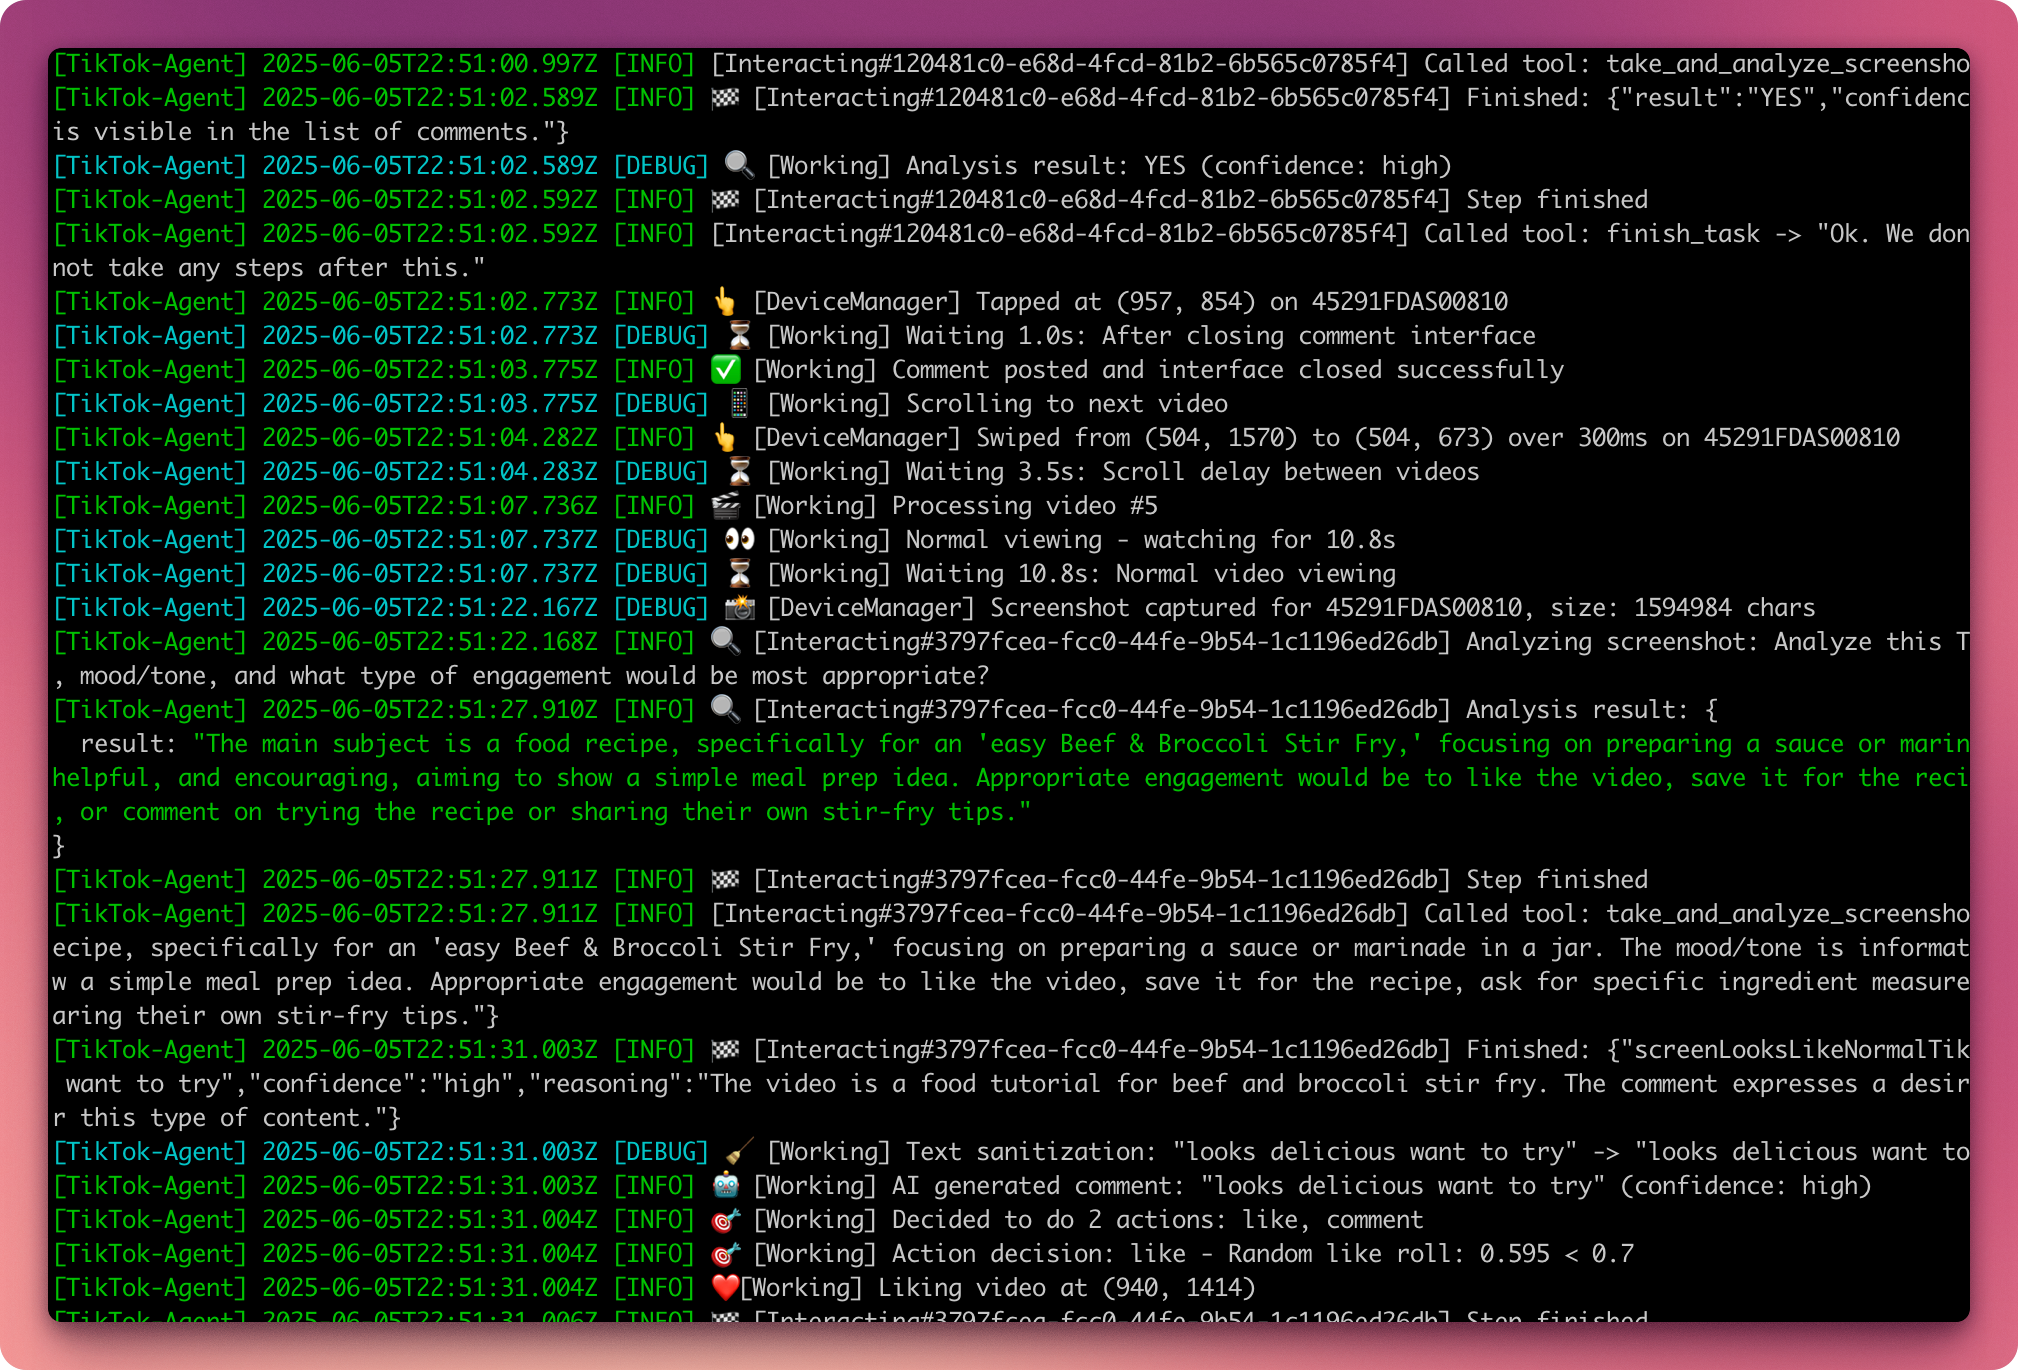 [TikTok-Agent] 2025-06-05T22:51:00.997Z [INFO] [Interacting#120481c0-e68d-4fcd-81b2-6b565c0785f4] Called tool: take_and_analyze_screensho
[TikTok-Agent] 2025-06-05T22:51:02.589Z [INFO] 🏁 [Interacting#120481c0-e68d-4fcd-81b2-6b565c0785f4] Finished: {"result":"YES","confidenc
is visible in the list of comments."}
[TikTok-Agent] 2025-06-05T22:51:02.589Z [DEBUG] 🔍 [Working] Analysis result: YES (confidence: high)
[TikTok-Agent] 2025-06-05T22:51:02.592Z [INFO] 🏁 [Interacting#120481c0-e68d-4fcd-81b2-6b565c0785f4] Step finished
[TikTok-Agent] 2025-06-05T22:51:02.592Z [INFO] [Interacting#120481c0-e68d-4fcd-81b2-6b565c0785f4] Called tool: finish_task -> "Ok. We don
not take any steps after this."
[TikTok-Agent] 2025-06-05T22:51:02.773Z [INFO] 👆 [DeviceManager] Tapped at (957, 854) on 45291FDAS00810
[TikTok-Agent] 2025-06-05T22:51:02.773Z [DEBUG] ⏳ [Working] Waiting 1.0s: After closing comment interface
[TikTok-Agent] 2025-06-05T22:51:03.775Z [INFO] ✅ [Working] Comment posted and interface closed successfully
[TikTok-Agent] 2025-06-05T22:51:03.775Z [DEBUG] 📱 [Working] Scrolling to next video
[TikTok-Agent] 2025-06-05T22:51:04.282Z [INFO] 👆 [DeviceManager] Swiped from (504, 1570) to (504, 673) over 300ms on 45291FDAS00810
[TikTok-Agent] 2025-06-05T22:51:04.283Z [DEBUG] ⏳ [Working] Waiting 3.5s: Scroll delay between videos
[TikTok-Agent] 2025-06-05T22:51:07.736Z [INFO] 🎬 [Working] Processing video #5
[TikTok-Agent] 2025-06-05T22:51:07.737Z [DEBUG] 👀 [Working] Normal viewing - watching for 10.8s
[TikTok-Agent] 2025-06-05T22:51:07.737Z [DEBUG] ⏳ [Working] Waiting 10.8s: Normal video viewing
[TikTok-Agent] 2025-06-05T22:51:22.167Z [DEBUG] 📸 [DeviceManager] Screenshot captured for 45291FDAS00810, size: 1594984 chars
[TikTok-Agent] 2025-06-05T22:51:22.168Z [INFO] 🔍 [Interacting#3797fcea-fcc0-44fe-9b54-1c1196ed26db] Analyzing screenshot: Analyze this T
, mood/tone, and what type of engagement would be most appropriate?
[TikTok-Agent] 2025-06-05T22:51:27.910Z [INFO] 🔍 [Interacting#3797fcea-fcc0-44fe-9b54-1c1196ed26db] Analysis result: {
  result: "The main subject is a food recipe, specifically for an 'easy Beef & Broccoli Stir Fry,' focusing on preparing a sauce or marin
helpful, and encouraging, aiming to show a simple meal prep idea. Appropriate engagement would be to like the video, save it for the reci
, or comment on trying the recipe or sharing their own stir-fry tips."
}
[TikTok-Agent] 2025-06-05T22:51:27.911Z [INFO] 🏁 [Interacting#3797fcea-fcc0-44fe-9b54-1c1196ed26db] Step finished
[TikTok-Agent] 2025-06-05T22:51:27.911Z [INFO] [Interacting#3797fcea-fcc0-44fe-9b54-1c1196ed26db] Called tool: take_and_analyze_screensho
ecipe, specifically for an 'easy Beef & Broccoli Stir Fry,' focusing on preparing a sauce or marinade in a jar. The mood/tone is informat
w a simple meal prep idea. Appropriate engagement would be to like the video, save it for the recipe, ask for specific ingredient measure
aring their own stir-fry tips."}
[TikTok-Agent] 2025-06-05T22:51:31.003Z [INFO] 🏁 [Interacting#3797fcea-fcc0-44fe-9b54-1c1196ed26db] Finished: {"screenLooksLikeNormalTik
 want to try","confidence":"high","reasoning":"The video is a food tutorial for beef and broccoli stir fry. The comment expresses a desir
r this type of content."}
[TikTok-Agent] 2025-06-05T22:51:31.003Z [DEBUG] 🧹 [Working] Text sanitization: "looks delicious want to try" -> "looks delicious want to
[TikTok-Agent] 2025-06-05T22:51:31.003Z [INFO] 🤖 [Working] AI generated comment: "looks delicious want to try" (confidence: high)
[TikTok-Agent] 2025-06-05T22:51:31.004Z [INFO] 🎯 [Working] Decided to do 2 actions: like, comment
[TikTok-Agent] 2025-06-05T22:51:31.004Z [INFO] 🎯 [Working] Action decision: like - Random like roll: 0.595 < 0.7
[TikTok-Agent] 2025-06-05T22:51:31.004Z [INFO] ❤️[Working] Liking video at (940, 1414)
[TikTok-Agent] 2025-06-05T22:51:31.006Z [INFO] 🏁 [Interacting#3797fcea-fcc0-44fe-9b54-1c1196ed26db] Step finished